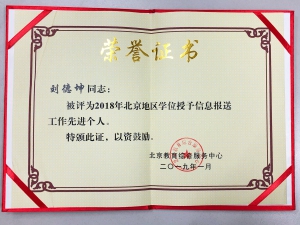 荣誉证书
刘德坤同志：
被评为2018年北京地区学位授予信息报送
工作先进个人。
特颁此证，以资鼓励。
北京教育综合服务中心
二〇一九年一月